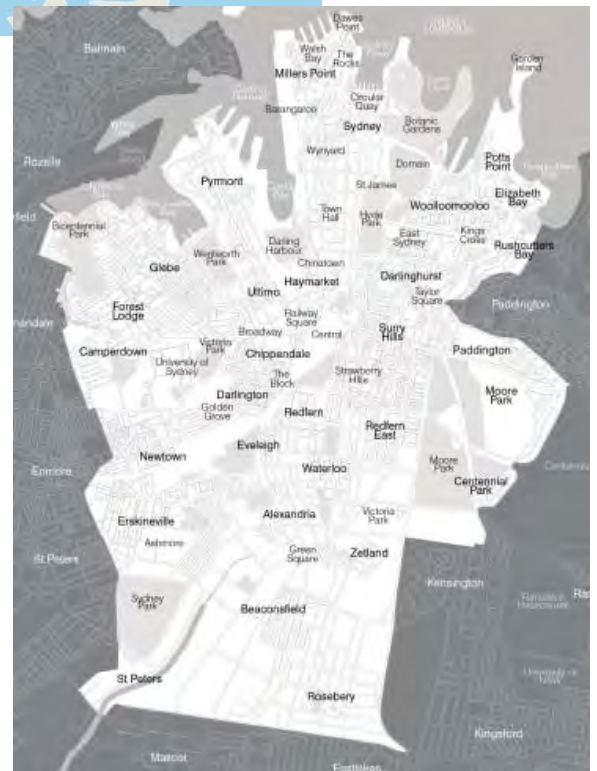 Dawes
Point
Balmain
Walsh
Bay
The
Rocks
Millers Point
Garden
Island
Barangaroo
Circular
Quay
Sydney
Botanic
Gardens
Wynyard
Rozelle
Domain
Potts
Point
Pyrmont
St James
Elizabeth
Bay
Woolloomooloo
Town
Hall
Hyde
Park
Bicentennial
Park
East
Sydney
Kings
Cross
Rushcutters
Bay
Darling
Harbour
Wentworth
Park
Glebe
Chinatown
Haymarket
Darlinghurst
Ultimo
Taylor
Square
Forest
Lodge
Railway
Square
Paddington
Broadway
Central
Surry
Hills
Camperdown
Victoria
Park
Chippendale
Paddington
University of
Sydney
The
Block
Strawberry
Hills
Moore
Park
Darlington
Golden
Grove
Redfern
Redfern
East
Eveleigh
Newtown
Enmore
Waterloo
Moore
Park
Centennial
Park
Erskineville
Alexandria
Victoria
Park
Ashmore
Green
Square
Zetland
St Peters
Kensington
Sydney
Park
Beaconsfield
St Peters
Rosebery
Kingsford
Mascot